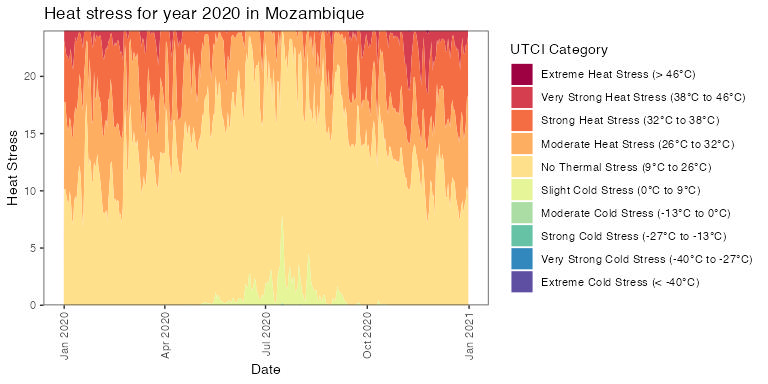 Heat stress for year 2020 in Mozambique
Heat Stress
20
15
10
5
0
Jan 2020
Apr 2020
Jul 2020
Oct 2020
Jan 2021
Date
UTCI Category
Extreme Heat Stress (> 46°C)
Very Strong Heat Stress (38°C to 46°C)
Strong Heat Stress (32°C to 38°C)
Moderate Heat Stress (26°C to 32°C)
No Thermal Stress (9°C to 26°C)
Slight Cold Stress (0°C to 9°C)
Moderate Cold Stress (-13°C to 0°C)
Strong Cold Stress (-27°C to -13°C)
Very Strong Cold Stress (-40°C to -27°C)
Extreme Cold Stress (< -40°C)